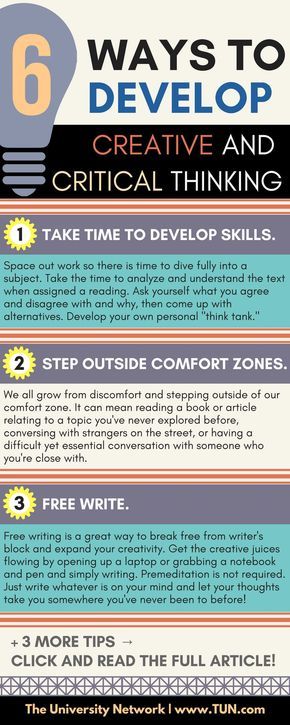 6 WAYS TO
DEVELOP
CREATIVE AND
CRITICAL THINKING
1 TAKE TIME TO DEVELOP SKILLS.
Space out work so there is time to dive fully into a
subject. Take the time to analyze and understand the text
when assigned a reading. Ask yourself what you agree
and disagree with and why, then come up with
alternatives. Develop your own personal "think tank."
2 STEP OUTSIDE COMFORT ZONES.
We all grow from discomfort and stepping outside of our
comfort zone. It can mean reading a book or article
relating to a topic you've never explored before,
conversing with strangers on the street, or having a
difficult yet essential conversation with someone who
you're close with.
3 FREE WRITE.
Free writing is a great way to break free from writer's
block and expand your creativity. Get the creative juices
flowing by opening up a laptop or grabbing a notebook
and pen and simply writing. Premeditation is not required.
Just write whatever is on your mind and let your thoughts
take you somewhere you've never been to before!
+ 3 MORE TIPS →
CLICK AND READ THE FULL ARTICLE!
The University Network | www.TUN.com